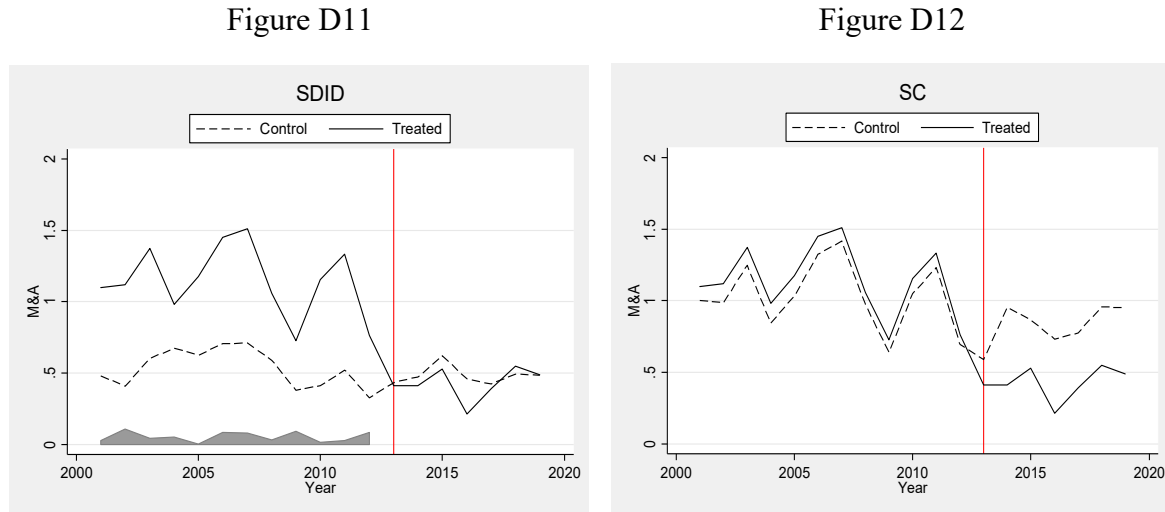 Figure D11
SDID
Control Treated
2
1.5
1
.5
0
M&A
2000 2005 2010 2015 2020
Year
Figure D12
SC
Control Treated
2
1.5
1
.5
0
M&A
2000 2005 2010 2015 2020
Year